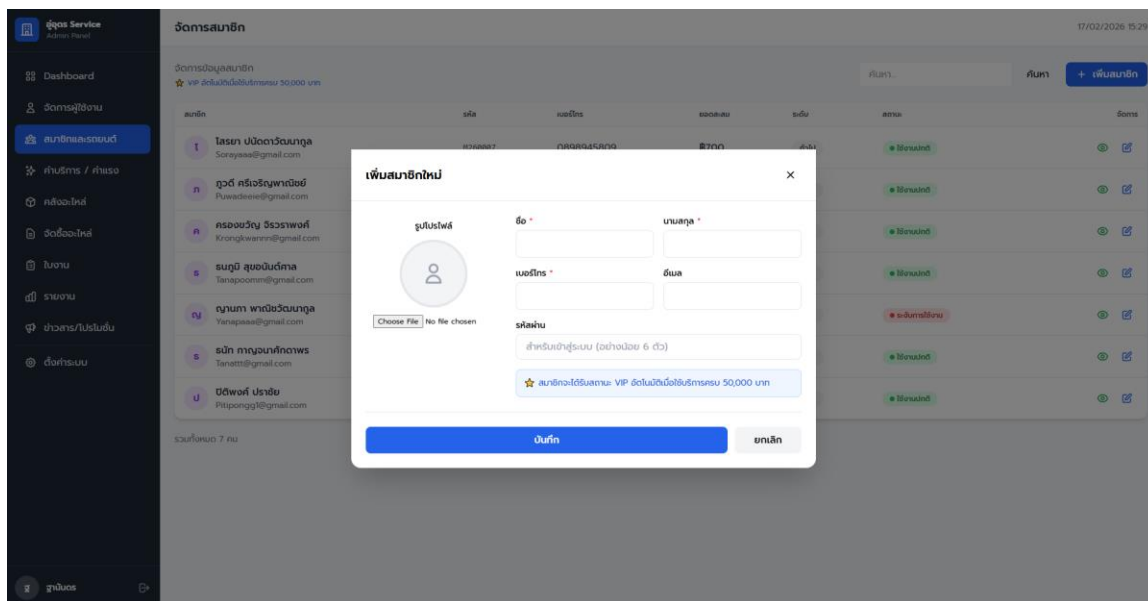 อู่อุดร Service
Admin Panel
Dashboard
จัดการผู้ใช้งาน
สมาชิกและรถยนต์
ค่าบริการ / ค่าแรง
คลังอะไหล่
จัดซื้ออะไหล่
ใบงาน
รายงาน
ข่าวสาร/โปรโมชั่น
ตั้งค่าระบบ
ฐ
จัดการสมาชิก
17/02/2026 15:29
จัดการข้อมูลสมาชิก
VIP อัตโนมัติเมื่อใช้บริการครบ 50,000 บาท
ค้นหา...
ค้นหา
+ เพิ่มสมาชิก
สมาชิก รหัส เบอร์โทร ยอดสะสม ระดับ สถานะ จัดการ
โสรยา ปนัดดาวัฒนากูล 0898945809 ฿700 ใช้งานปกติ
Sorayaaa@gmail.com
ภ ภูวดี ศรีเจริญพาณิชย์ ใช้งานปกติ
Puwadeeie@gmail.com
ค ครองขวัญ จิรวราพงศ์ ใช้งานปกติ
Krongkwannn@gmail.com
ธ ธนภูมิ สุขอนันต์กาล ใช้งานปกติ
Tanapoomm@gmail.com
ญ ญานภา พาณิชวัฒนากูล ระงับการใช้งาน
Yanapaaa@gmail.com
ธ ธนัท กาญจนาศักดาพร ใช้งานปกติ
Tanattt@gmail.com
ป ปิติพงศ์ ปราชัย ใช้งานปกติ
Pitipongg1@gmail.com
รวมทั้งหมด 7 คน
เพิ่มสมาชิกใหม่ ×
รูปโปรไฟล์
Choose File No file chosen
ชื่อ * นามสกุล *
เบอร์โทร * อีเมล
รหัสผ่าน
สำหรับเข้าสู่ระบบ (อย่างน้อย 6 ตัว)
สมาชิกจะได้รับสถานะ VIP อัตโนมัติเมื่อใช้บริการครบ 50,000 บาท
บันทึก ยกเลิก